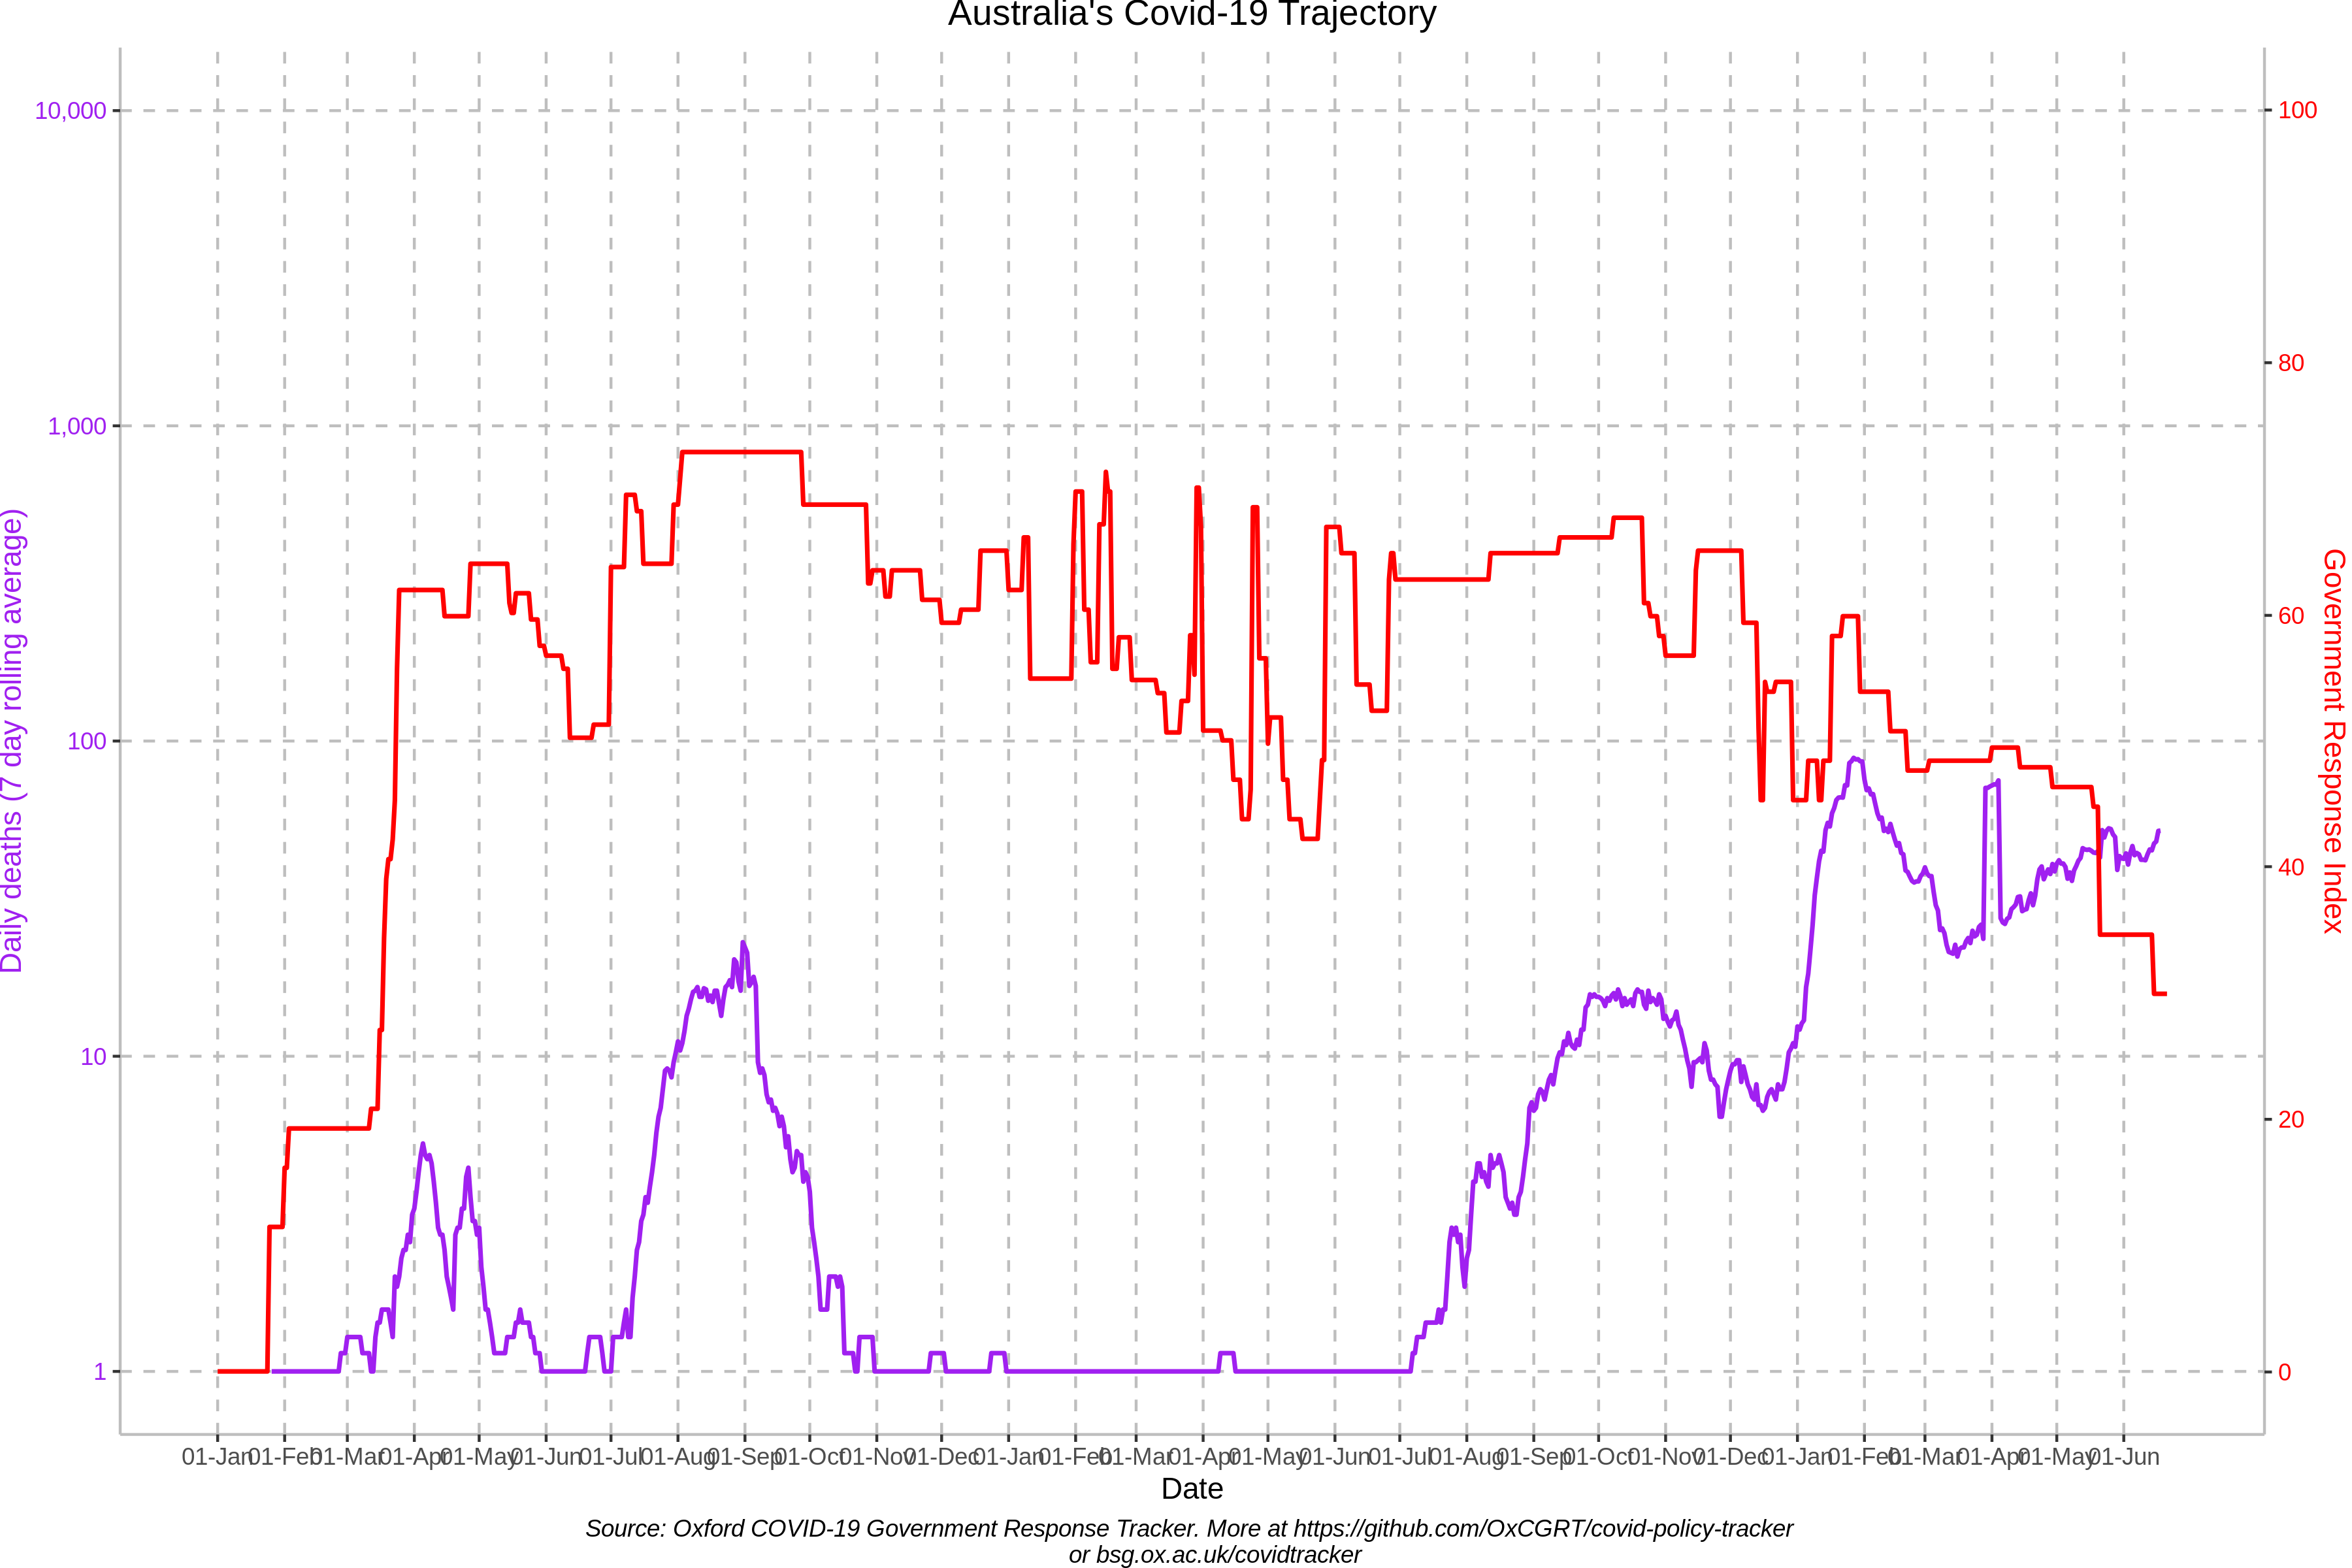 Australia's Covid-19 Trajectory
10,000
1,000
100
10
1
Daily deaths (7 day rolling average)
100
80
60
40
20
0
Government Response Index
01-Jan 01-Feb 01-Mar 01-Apr 01-May 01-Jun 01-Jul 01-Aug 01-Sep 01-Oct 01-Nov 01-Dec 01-Jan 01-Feb 01-Mar 01-Apr 01-May 01-Jun 01-Jul 01-Aug 01-Sep 01-Oct 01-Nov 01-Dec 01-Jan 01-Feb 01-Mar 01-Apr 01-May 01-Jun
Date
Source: Oxford COVID-19 Government Response Tracker. More at https://github.com/OxCGRT/covid-policy-tracker
or bsg.ox.ac.uk/covidtracker